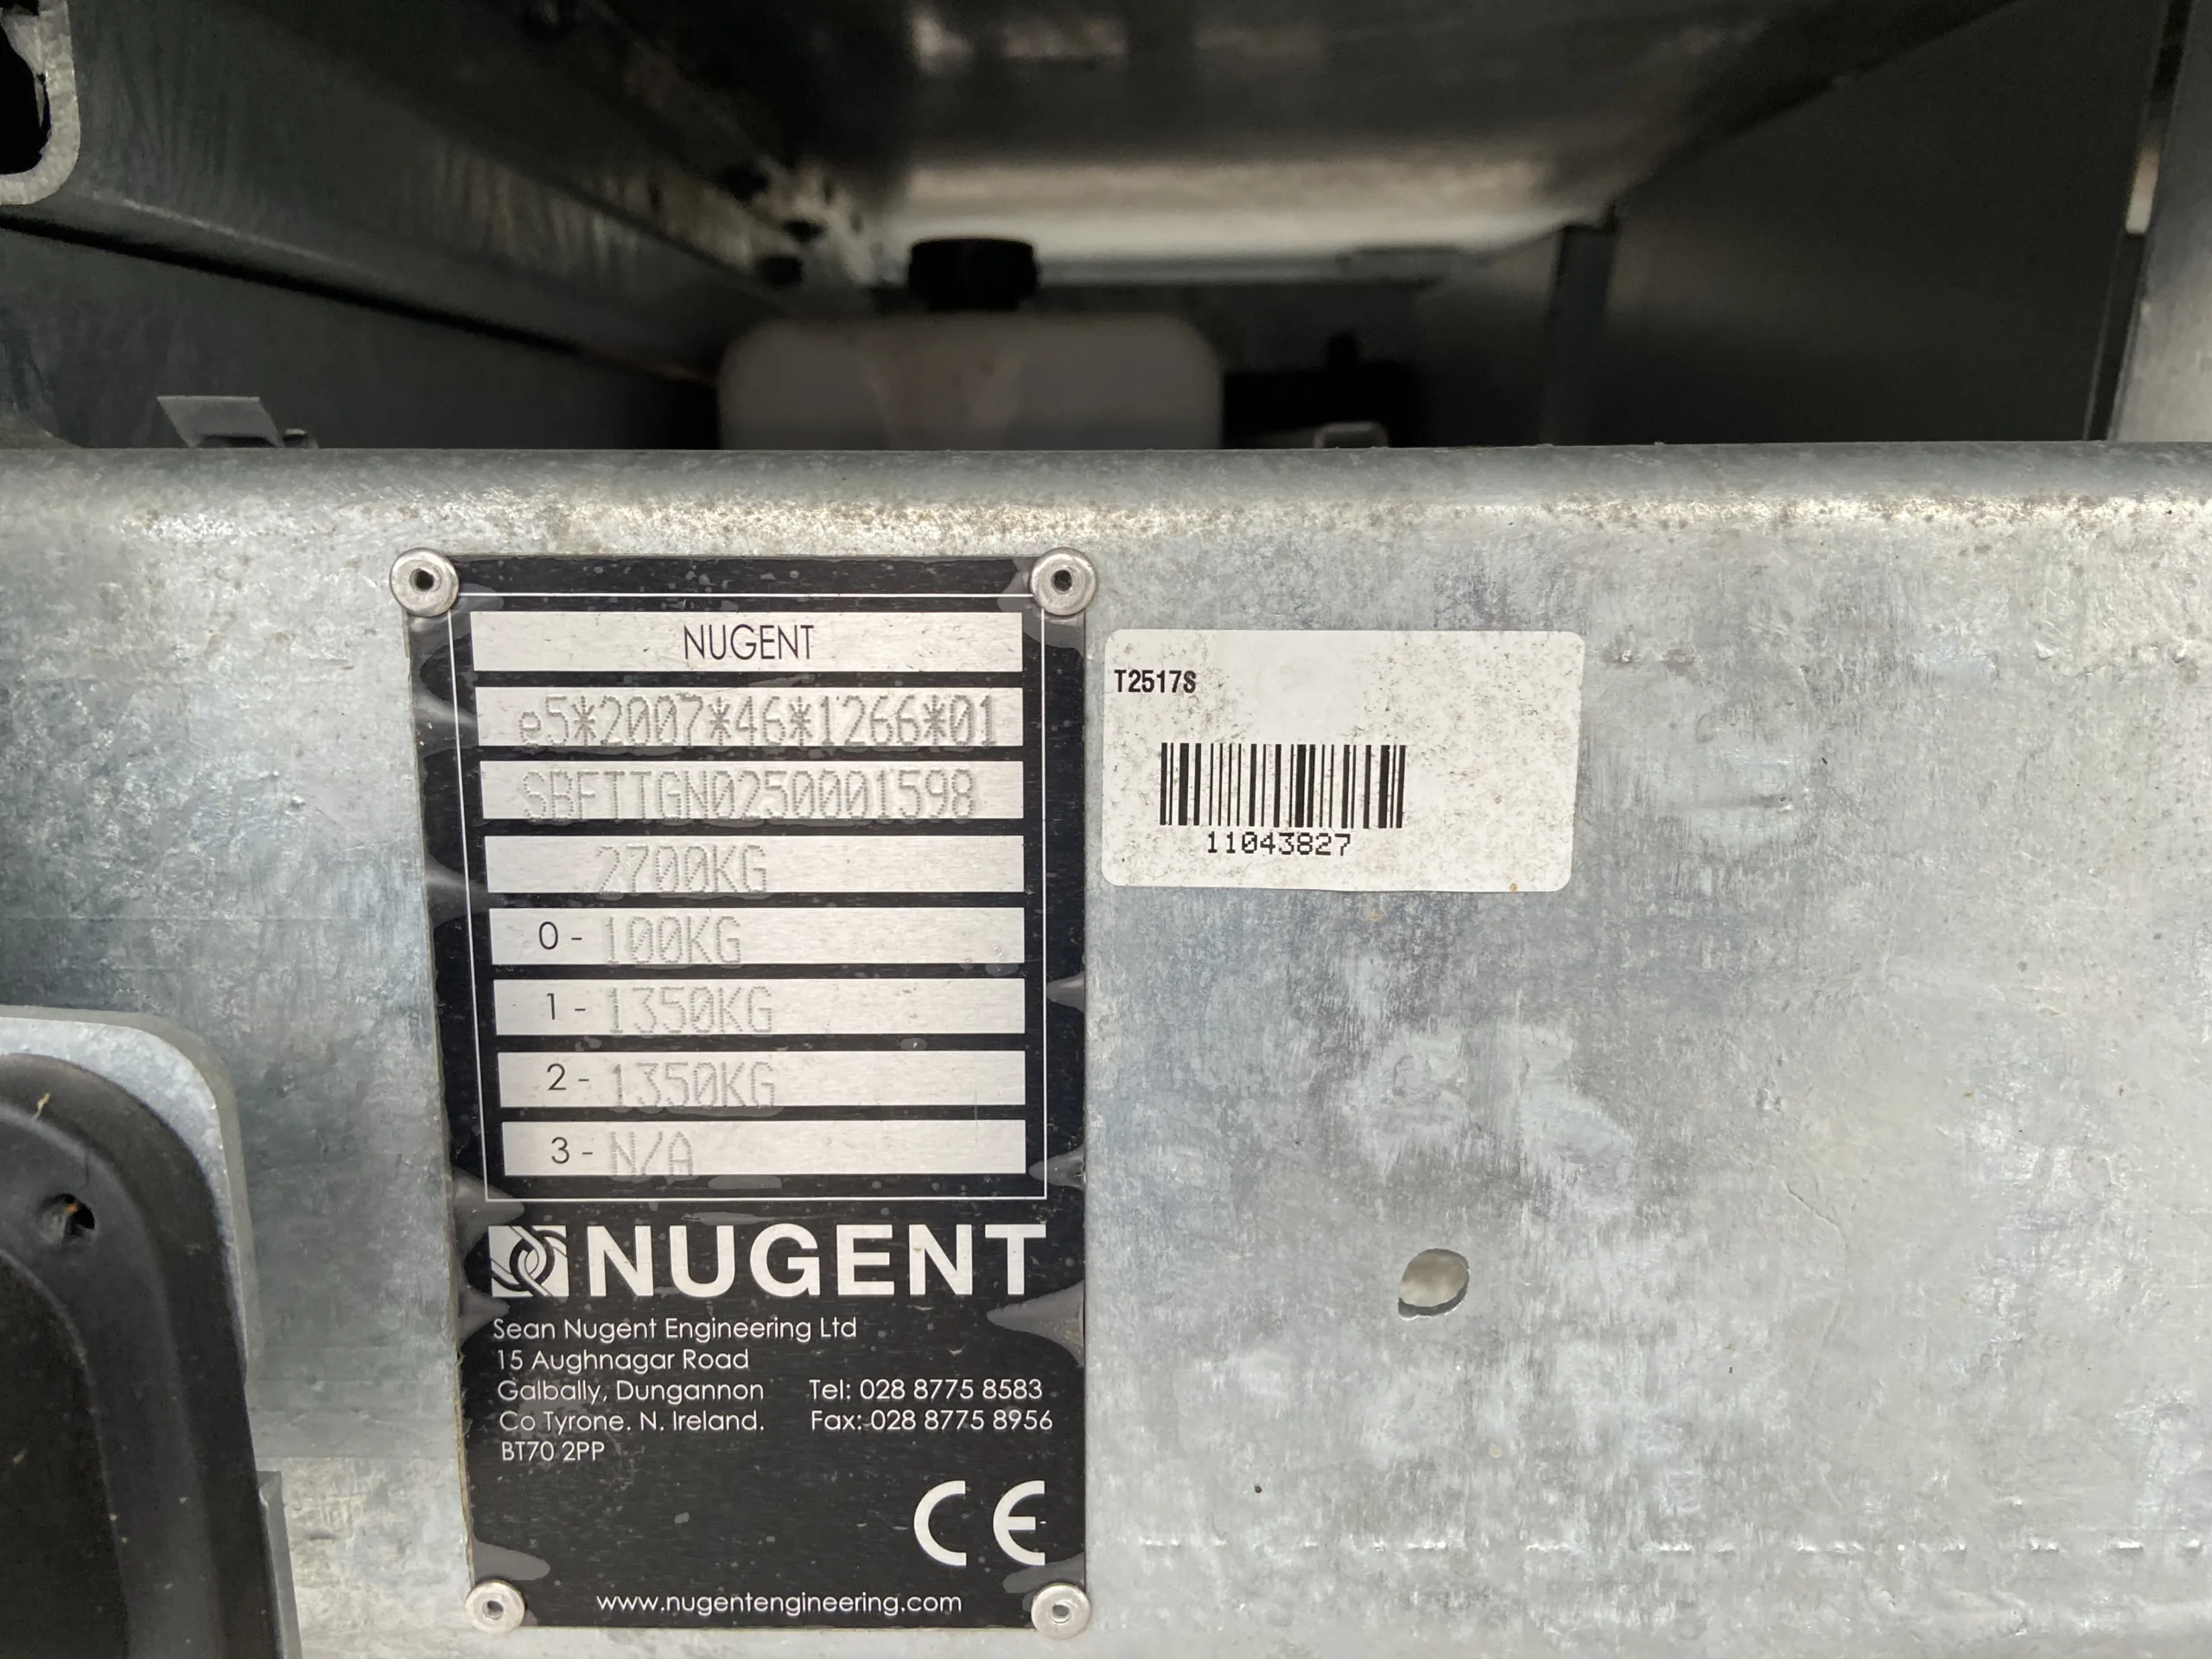 NUGENT
e5*2007*46*1266*01
SBFTTGN0250001598
2700KG
0 - 100KG
1 - 1350KG
2 - 1350KG
3 - N/A
NUGENT
Sean Nugent Engineering Ltd
15 Aughnagar Road
Galbally, Dungannon Tel: 028 8775 8583
Co Tyrone. N. Ireland. Fax: 028 8775 8956
BT70 2PP
CE
www.nugentengineering.com
T2517S
11043827